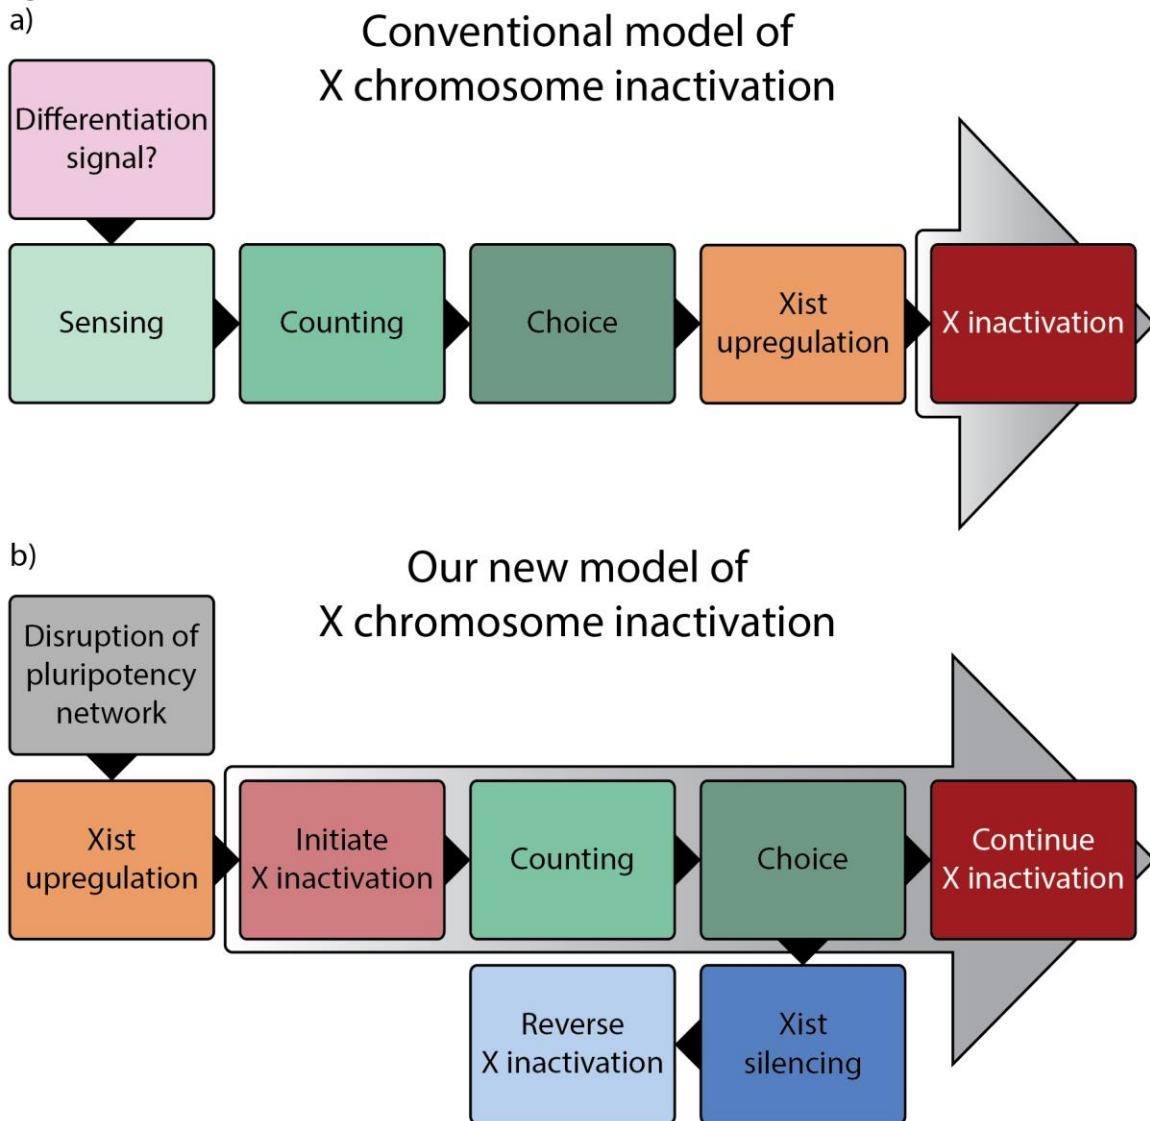 a)
Conventional model of
X chromosome inactivation
Differentiation
signal?
Sensing
Counting
Choice
Xist
upregulation
X inactivation
b)
Our new model of
X chromosome inactivation
Disruption of
pluripotency
network
Xist
upregulation
Initiate
X inactivation
Counting
Choice
Continue
X inactivation
Reverse
X inactivation
Xist
silencing